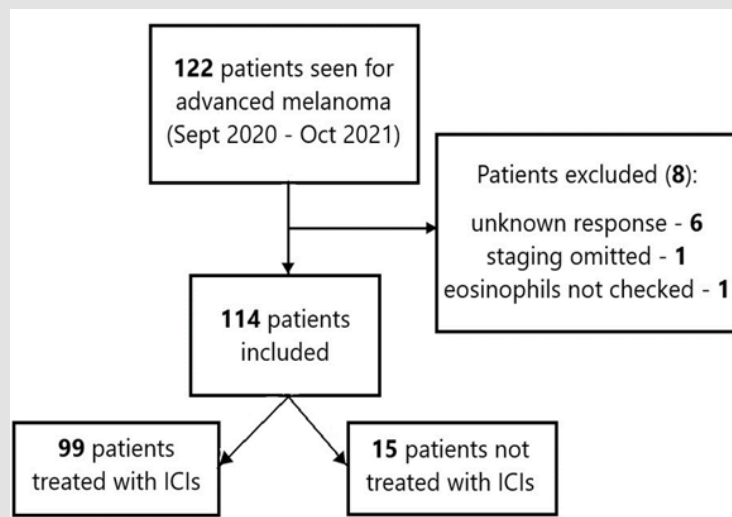 122 patients seen for
advanced melanoma
(Sept 2020 - Oct 2021)
Patients excluded (8):
unknown response - 6
staging omitted - 1
eosinophils not checked - 1
114 patients
included
99 patients
treated with ICIs
15 patients not
treated with ICIs